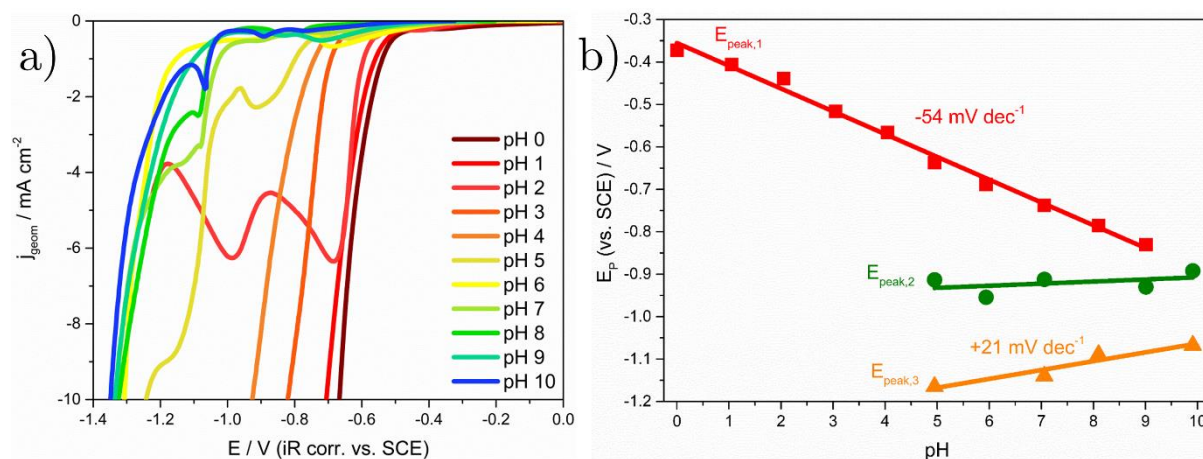 a)
0
-2
-4
-6
-8
-10
j_geom / mA cm⁻²
pH 0
pH 1
pH 2
pH 3
pH 4
pH 5
pH 6
pH 7
pH 8
pH 9
pH 10
-1.4 -1.2 -1.0 -0.8 -0.6 -0.4 -0.2 0.0
E / V (iR corr. vs. SCE)
b)
-0.3
-0.4
-0.5
-0.6
-0.7
-0.8
-0.9
-1.0
-1.1
-1.2
E_P (vs. SCE) / V
E_peak,1
-54 mV dec⁻¹
E_peak,2
+21 mV dec⁻¹
E_peak,3
0 1 2 3 4 5 6 7 8 9 10
pH